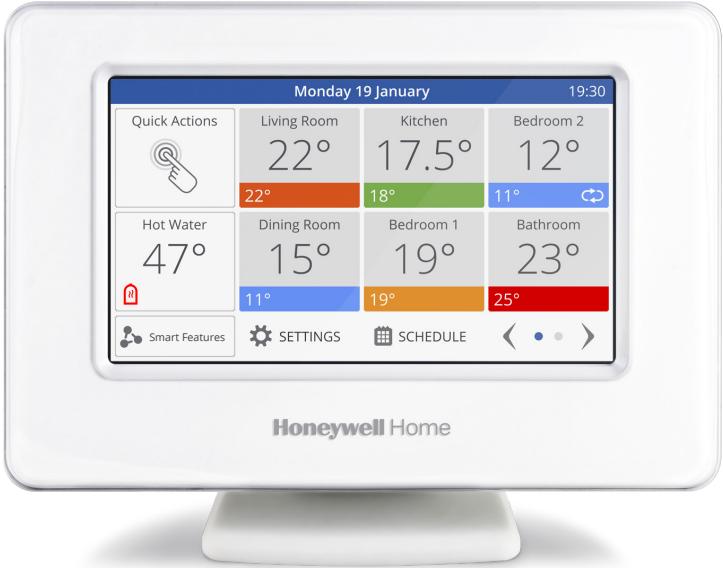 Monday 19 January 19:30
Quick Actions
Living Room
22°
22°
Kitchen
17.5°
18°
Bedroom 2
12°
11°
Hot Water
47°
Dining Room
15°
11°
Bedroom 1
19°
19°
Bathroom
23°
25°
Smart Features
SETTINGS
SCHEDULE
Honeywell Home